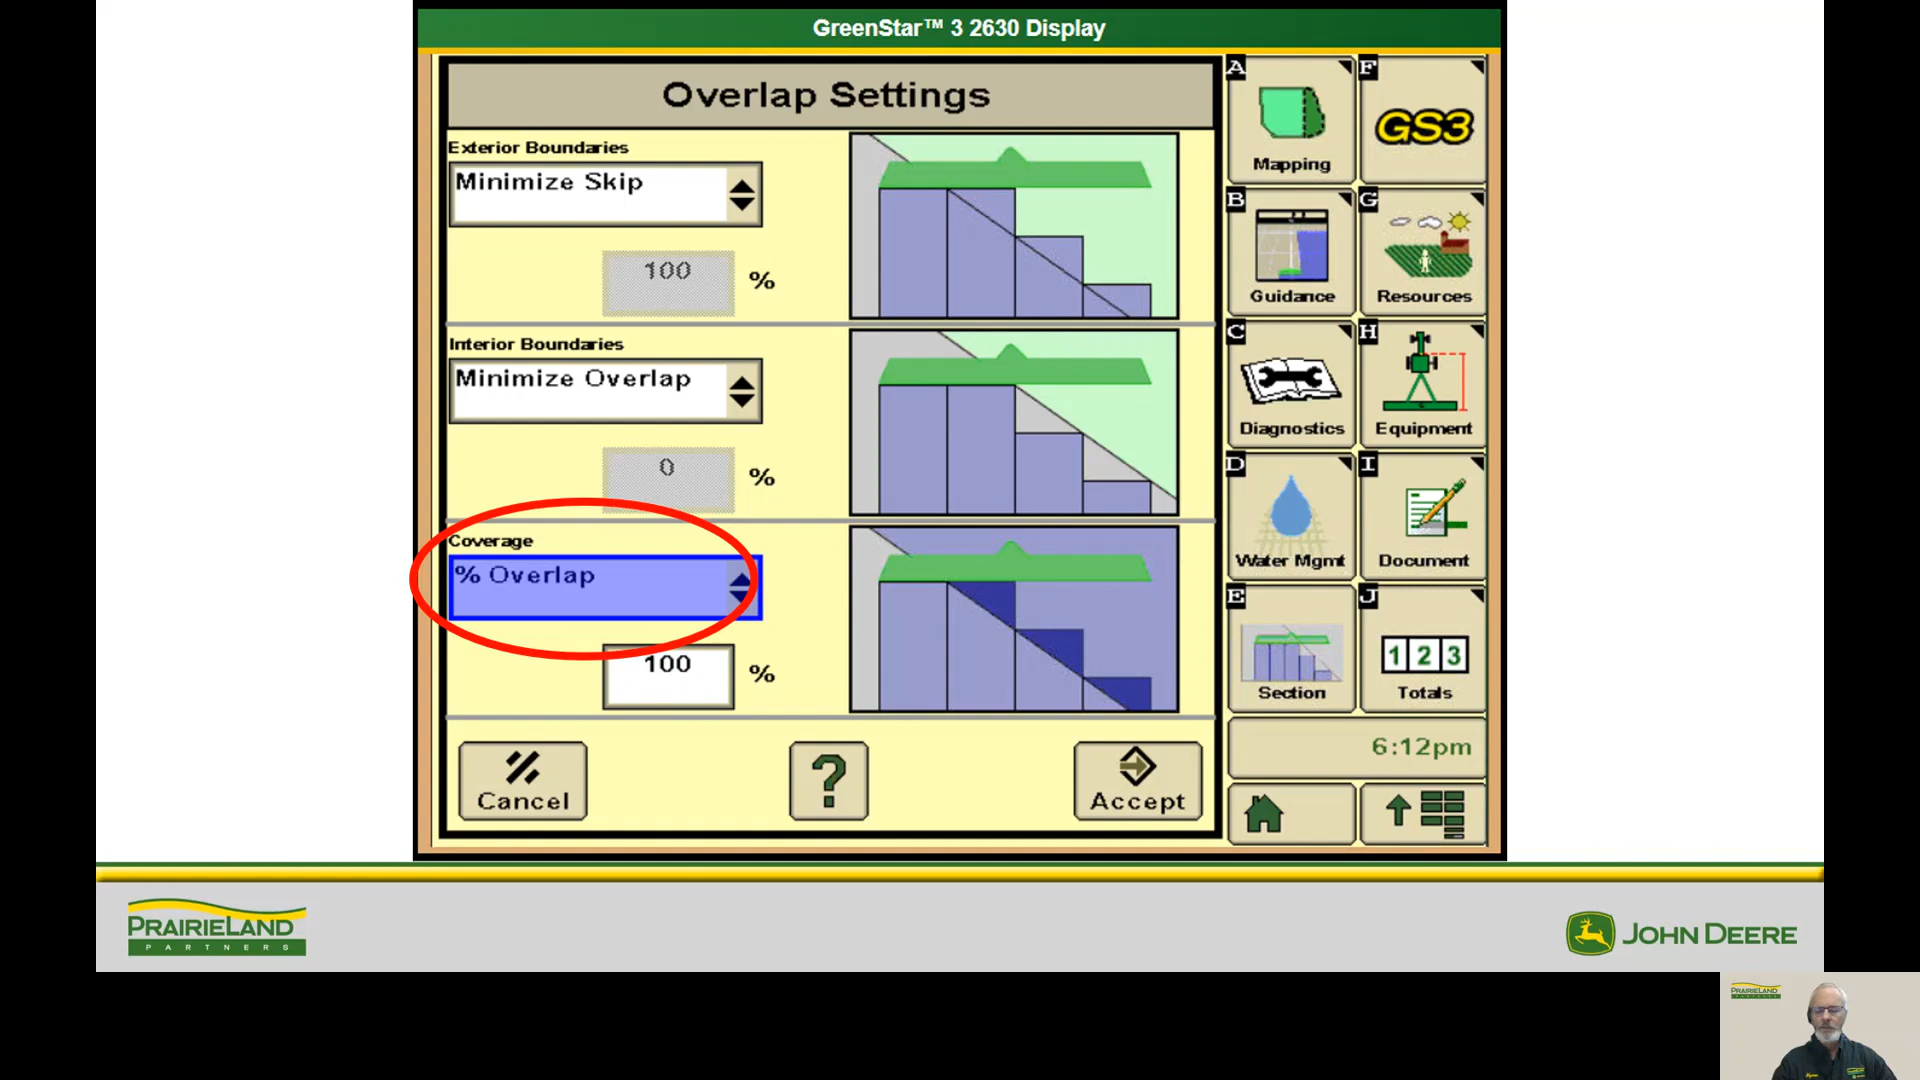 GreenStar™ 3 2630 Display
Overlap Settings
Exterior Boundaries
Minimize Skip
100 %
Interior Boundaries
Minimize Overlap
0 %
Coverage
% Overlap
100 %
Cancel
?
Accept
A
Mapping
F
GS3
B
Guidance
G
Resources
C
Diagnostics
H
Equipment
D
Water Mgmt
I
Document
E
Section
J
1 2 3
Totals
6:12pm
PRAIRIELAND
PARTNERS
JOHN DEERE
PRAIRIELAND